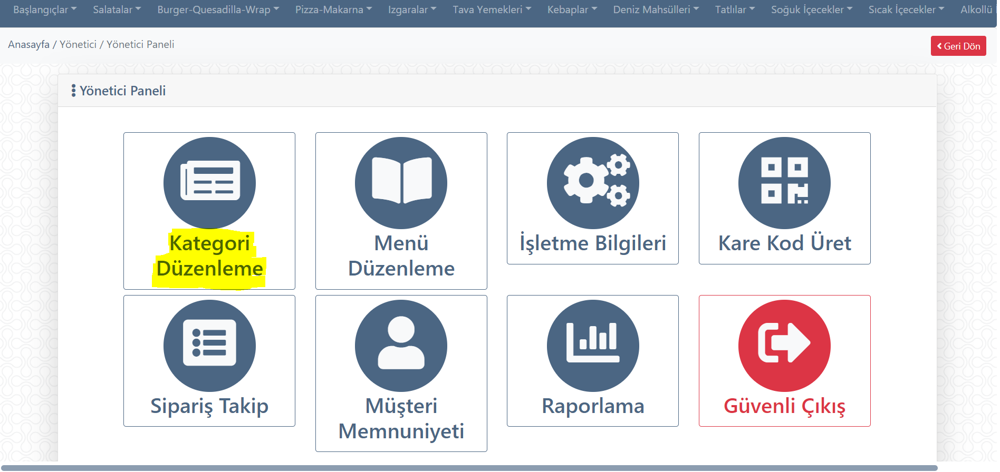 Başlangıçlar Salatalar Burger-Quesadilla-Wrap Pizza-Makarna Izgaralar Tava Yemekleri Kebaplar Deniz Mahsülleri Tatlılar Soğuk İçecekler Sıcak İçecekler Alkollü
Anasayfa / Yönetici / Yönetici Paneli
Geri Dön
Yönetici Paneli
Kategori
Düzenleme
Menü
Düzenleme
İşletme Bilgileri
Kare Kod Üret
Sipariş Takip
Müşteri
Memnuniyeti
Raporlama
Güvenli Çıkış